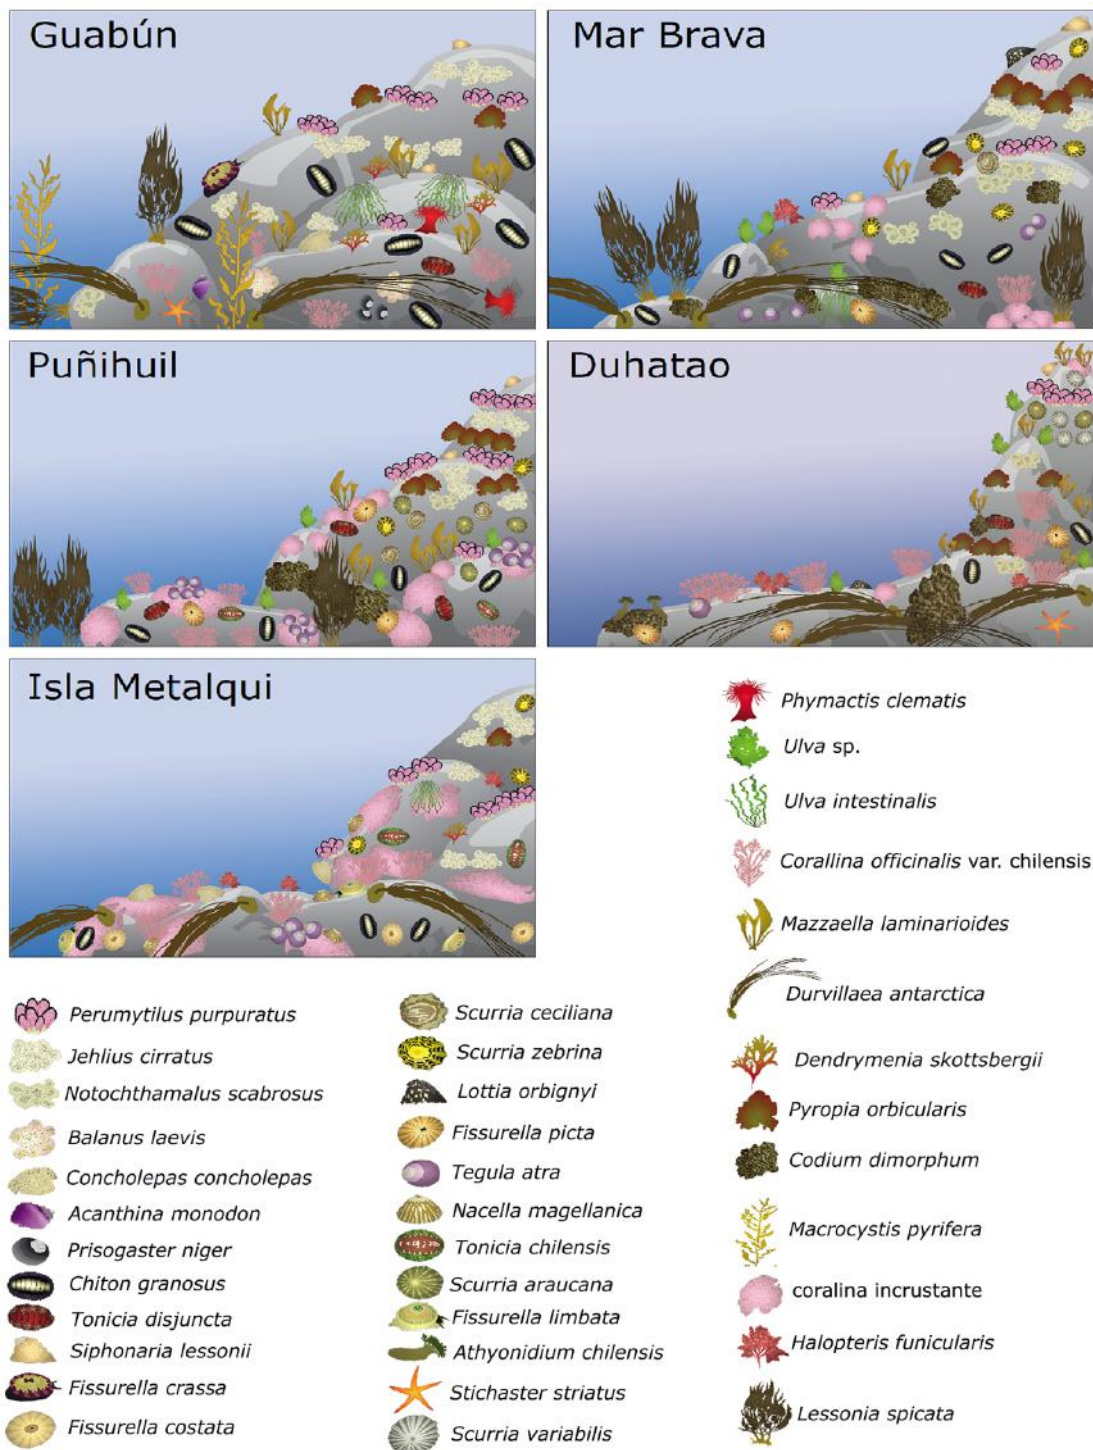 Guabún
Mar Brava
Puñihuil
Duhatao
Isla Metalqui
Phymactis clematis
Ulva sp.
Ulva intestinalis
Corallina officinalis var. chilensis
Mazzaella laminarioides
Durvillaea antarctica
Dendrymenia skottsbergii
Pyropia orbicularis
Codium dimorphum
Macrocystis pyrifera
coralina incrustante
Halopteris funicularis
Lessonia spicata
Perumytilus purpuratus
Jehlius cirratus
Notochthamalus scabrosus
Balanus laevis
Concholepas concholepas
Acanthina monodon
Prisogaster niger
Chiton granosus
Tonicia disjuncta
Siphonaria lessonii
Fissurella crassa
Fissurella costata
Scurria ceciliana
Scurria zebrina
Lottia orbignyi
Fissurella picta
Tegula atra
Nacella magellanica
Tonicia chilensis
Scurria araucana
Fissurella limbata
Athyonidium chilensis
Stichaster striatus
Scurria variabilis